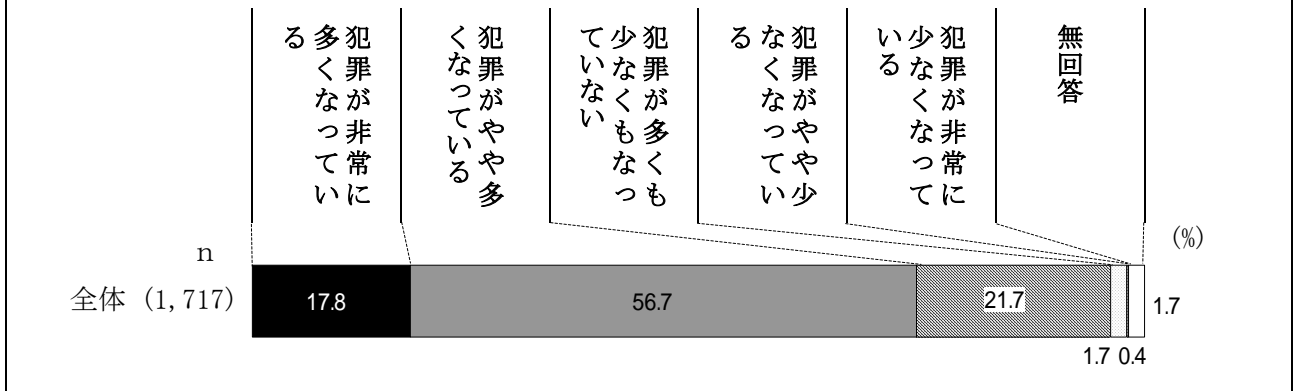 犯罪が非常に
多くなってい
る
犯罪がやや多
くなっている
犯罪が多くも
少なくもなっ
ていない
犯罪がやや少
なくなってい
る
犯罪が非常に
少なくなって
いる
無回答
(%)
n
全体 (1,717)
17.8
56.7
21.7
1.7
1.7 0.4